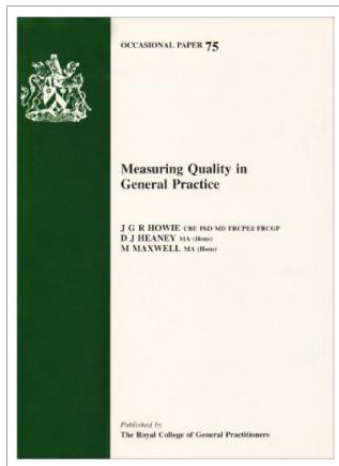 OCCASIONAL PAPER 75
Measuring Quality in
General Practice
J G R HOWIE CBE PhD MD FRCPEd FRCGP
D J HEANEY MA (Hons)
M MAXWELL MA (Hons)
Published by
The Royal College of General Practitioners